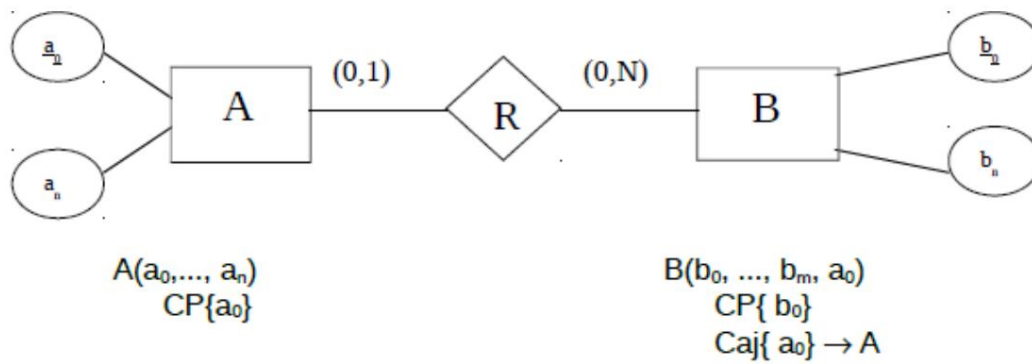 a₀ (0,1) (0,N) b₀
A R B
aₙ bₙ
A(a₀,..., aₙ) B(b₀, ..., bₘ, a₀)
CP{a₀} CP{ b₀}
Caj{ a₀} → A